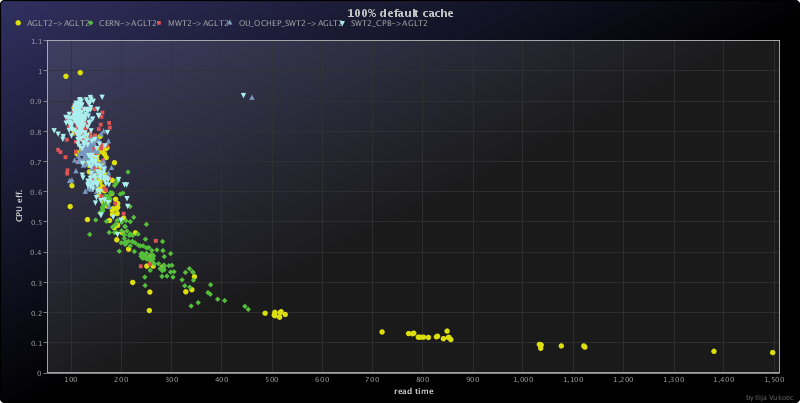 100% default cache
AGLT2->AGLT2 CERN->AGLT2 MWT2->AGLT2 OU_OCHEP_SWT2->AGLT2 SWT2_CPB->AGLT2
1.1
1
0.9
0.8
0.7
0.6
0.5
0.4
0.3
0.2
0.1
0
CPU eff.
100 200 300 400 500 600 700 800 900 1,000 1,100 1,200 1,300 1,400 1,500
read time
by Ilija Vukotic